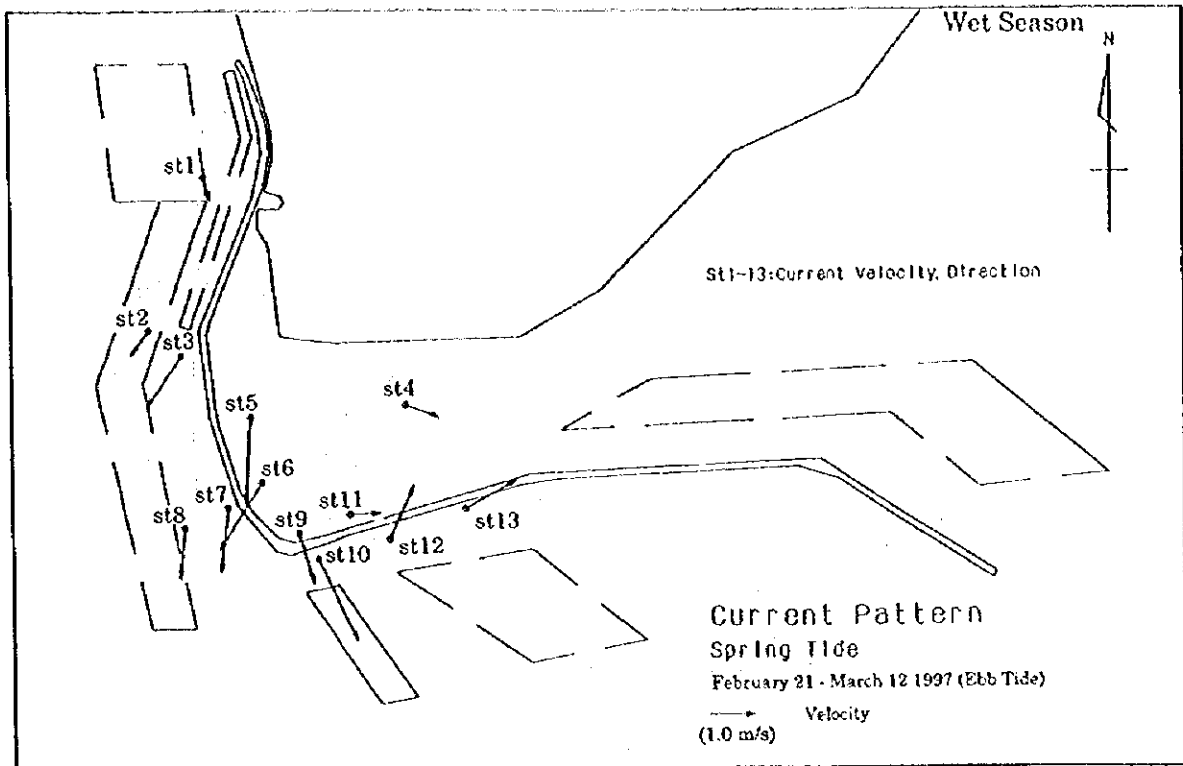 Wet Season
N
st1
St1~13:Current Velocity, Direction
st2
st3
st4
st5
st6
st7
st8
st11
st9
st13
st12
st10
Current Pattern
Spring Tide
February 21 - March 12 1997 (Ebb Tide)
Velocity
(1.0 m/s)